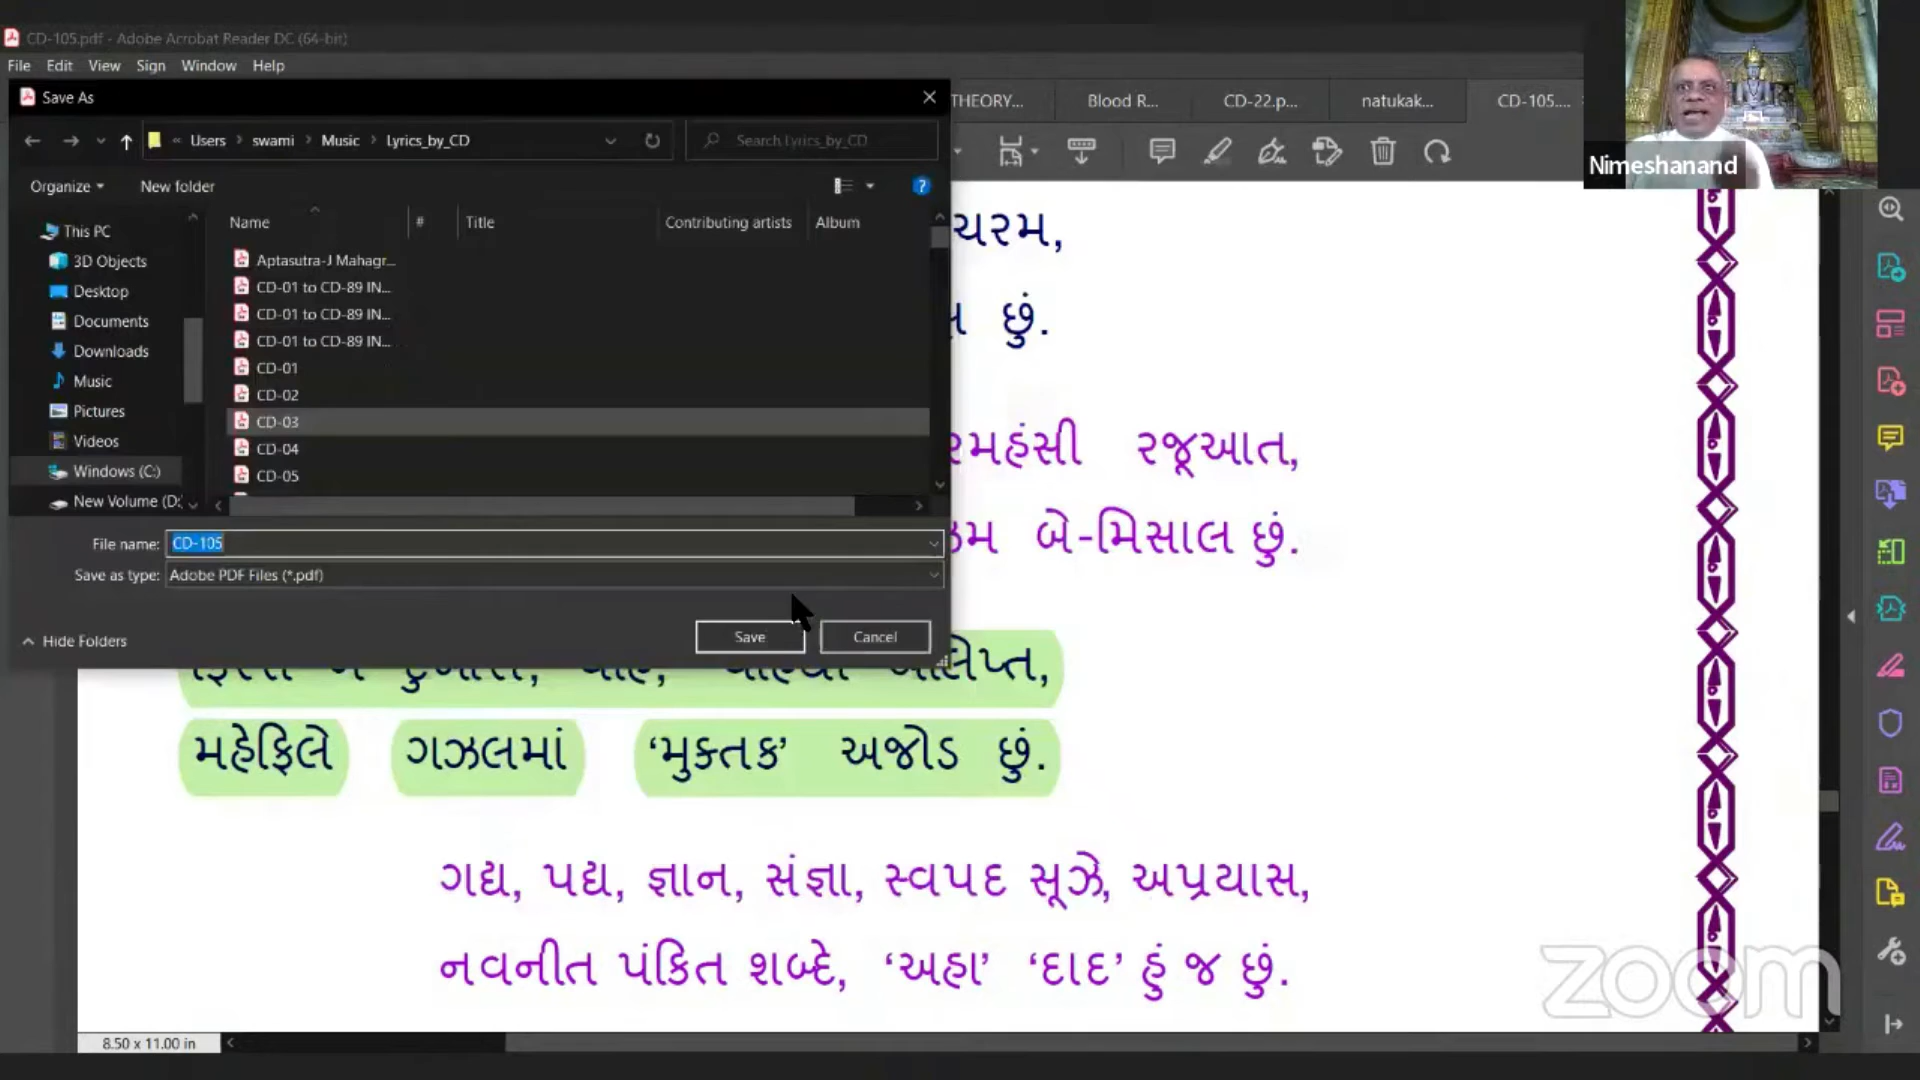 CD-105.pdf - Adobe Acrobat Reader DC (64-bit)
File Edit View Sign Window Help
Save As
THEORY... Blood R... CD-22.p... natukak... CD-105....
« Users › swami › Music › Lyrics_by_CD
Search Lyrics_by_CD
Nimeshanand
Organize New folder
Name # Title Contributing artists Album
This PC
3D Objects
Desktop
Documents
Downloads
Music
Pictures
Videos
Windows (C:)
New Volume (D:
Aptasutra-J Mahagr...
CD-01 to CD-89 IN...
CD-01 to CD-89 IN...
CD-01 to CD-89 IN...
CD-01
CD-02
CD-03
CD-04
CD-05
File name: CD-105
Save as type: Adobe PDF Files (*.pdf)
Hide Folders
Save Cancel
ચરમ,
છું.
રમહંસી રજૂઆત,
બે-મિસાલ છું.
મહેફિલે ગઝલમાં ‘મુક્તક’ અજોડ છું.
ગદ્ય, પદ્ય, જ્ઞાન, સંજ્ઞા, સ્વપદ સૂઝે, અપ્રયાસ,
નવનીત પંકિત શબ્દે, ‘અહા’ ‘દાદ’ હું જ છું.
zoom
8.50 x 11.00 in